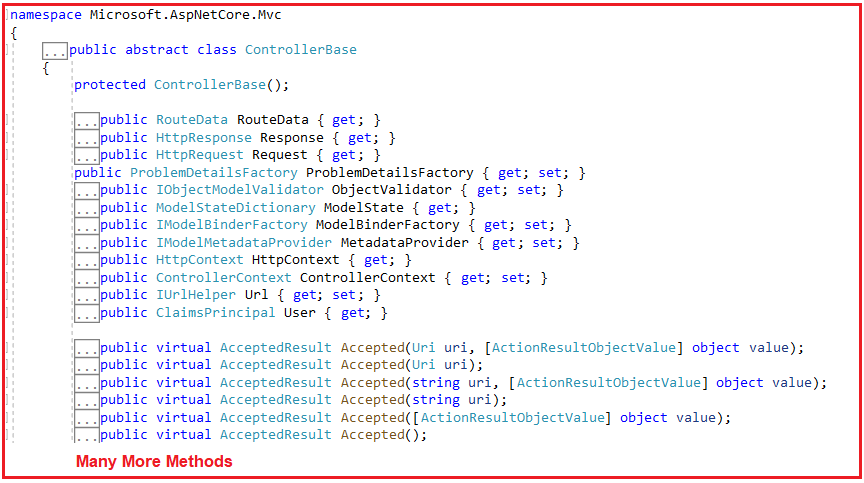 namespace Microsoft.AspNetCore.Mvc
{
...public abstract class ControllerBase
{
protected ControllerBase();
...public RouteData RouteData { get; }
...public HttpResponse Response { get; }
...public HttpRequest Request { get; }
public ProblemDetailsFactory ProblemDetailsFactory { get; set; }
...public IObjectModelValidator ObjectValidator { get; set; }
...public ModelStateDictionary ModelState { get; }
...public IModelBinderFactory ModelBinderFactory { get; set; }
...public IModelMetadataProvider MetadataProvider { get; set; }
...public HttpContext HttpContext { get; }
...public ControllerContext ControllerContext { get; set; }
...public IUrlHelper Url { get; set; }
...public ClaimsPrincipal User { get; }
...public virtual AcceptedResult Accepted(Uri uri, [ActionResultObjectValue] object value);
...public virtual AcceptedResult Accepted(Uri uri);
...public virtual AcceptedResult Accepted(string uri, [ActionResultObjectValue] object value);
...public virtual AcceptedResult Accepted(string uri);
...public virtual AcceptedResult Accepted([ActionResultObjectValue] object value);
...public virtual AcceptedResult Accepted();
Many More Methods